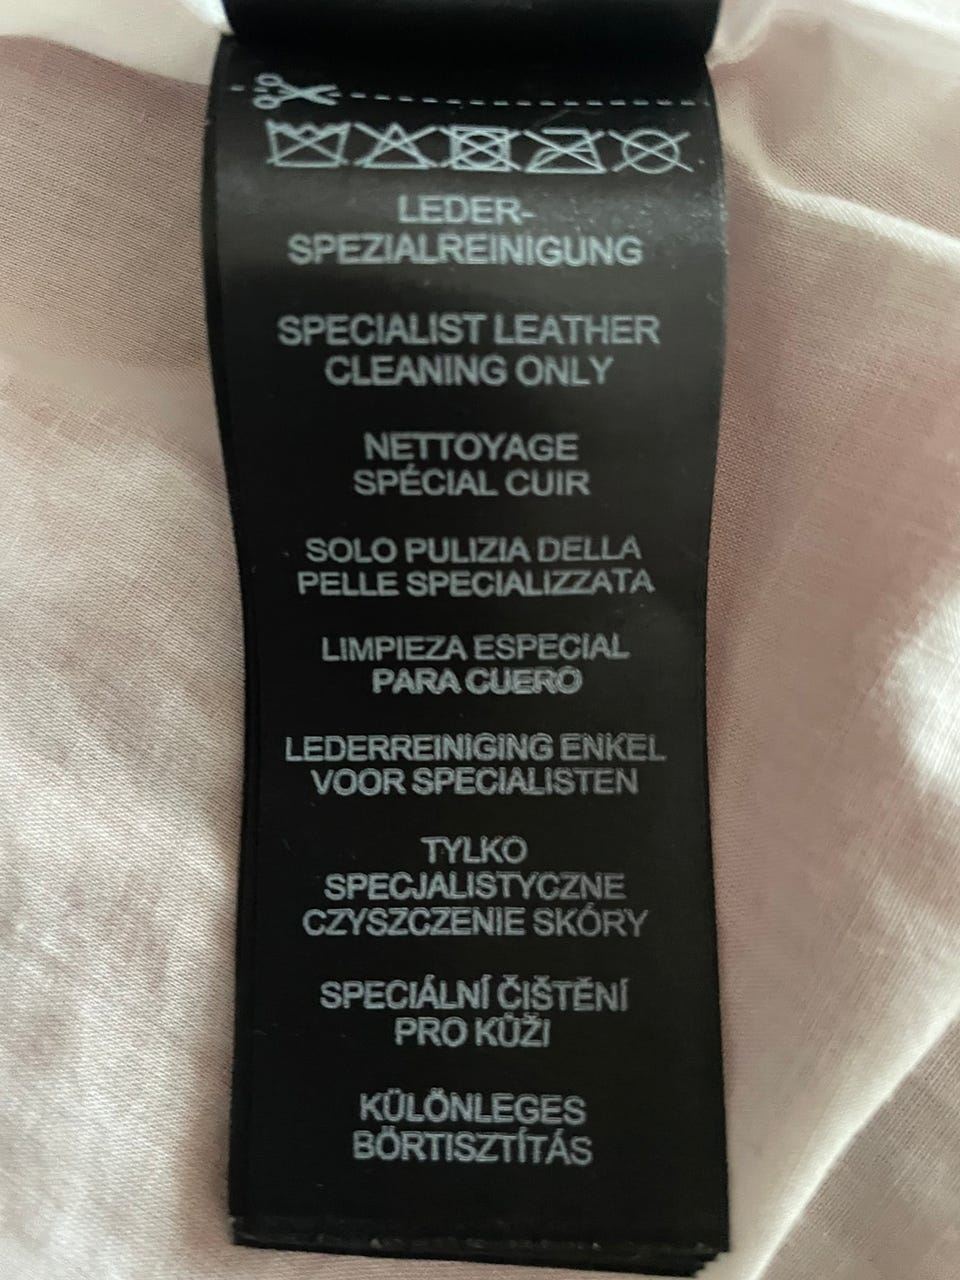 LEDER-
SPEZIALREINIGUNG
SPECIALIST LEATHER
CLEANING ONLY
NETTOYAGE
SPÉCIAL CUIR
SOLO PULIZIA DELLA
PELLE SPECIALIZZATA
LIMPIEZA ESPECIAL
PARA CUERO
LEDERREINIGING ENKEL
VOOR SPECIALISTEN
TYLKO
SPECJALISTYCZNE
CZYSZCZENIE SKÓRY
SPECIÁLNÍ ČIŠTĚNÍ
PRO KŮŽI
KÜLÖNLEGES
BŐRTISZTÍTÁS